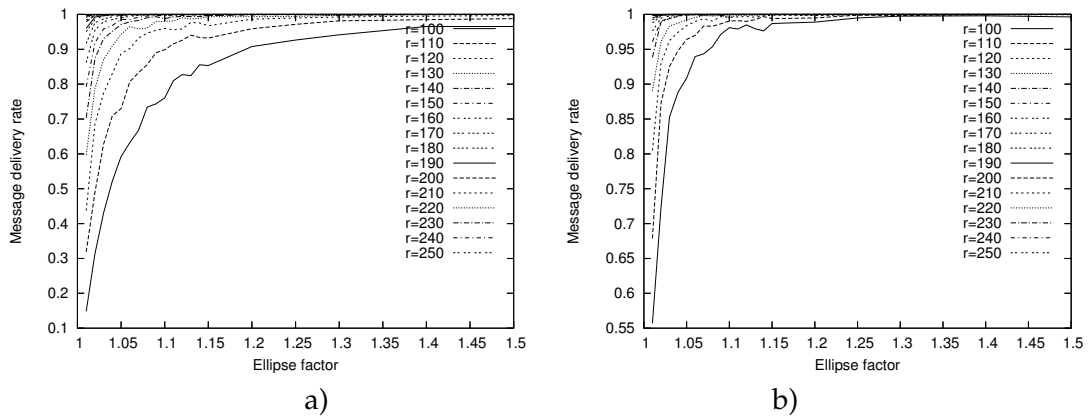 Message delivery rate
1
0.9
0.8
0.7
0.6
0.5
0.4
0.3
0.2
0.1
1
1.05
1.1
1.15
1.2
1.25
1.3
1.35
1.4
1.45
1.5
Ellipse factor
r=100
r=110
r=120
r=130
r=140
r=150
r=160
r=170
r=180
r=190
r=200
r=210
r=220
r=230
r=240
r=250
a)
Message delivery rate
1
0.95
0.9
0.85
0.8
0.75
0.7
0.65
0.6
0.55
1
1.05
1.1
1.15
1.2
1.25
1.3
1.35
1.4
1.45
1.5
Ellipse factor
r=100
r=110
r=120
r=130
r=140
r=150
r=160
r=170
r=180
r=190
r=200
r=210
r=220
r=230
r=240
r=250
b)